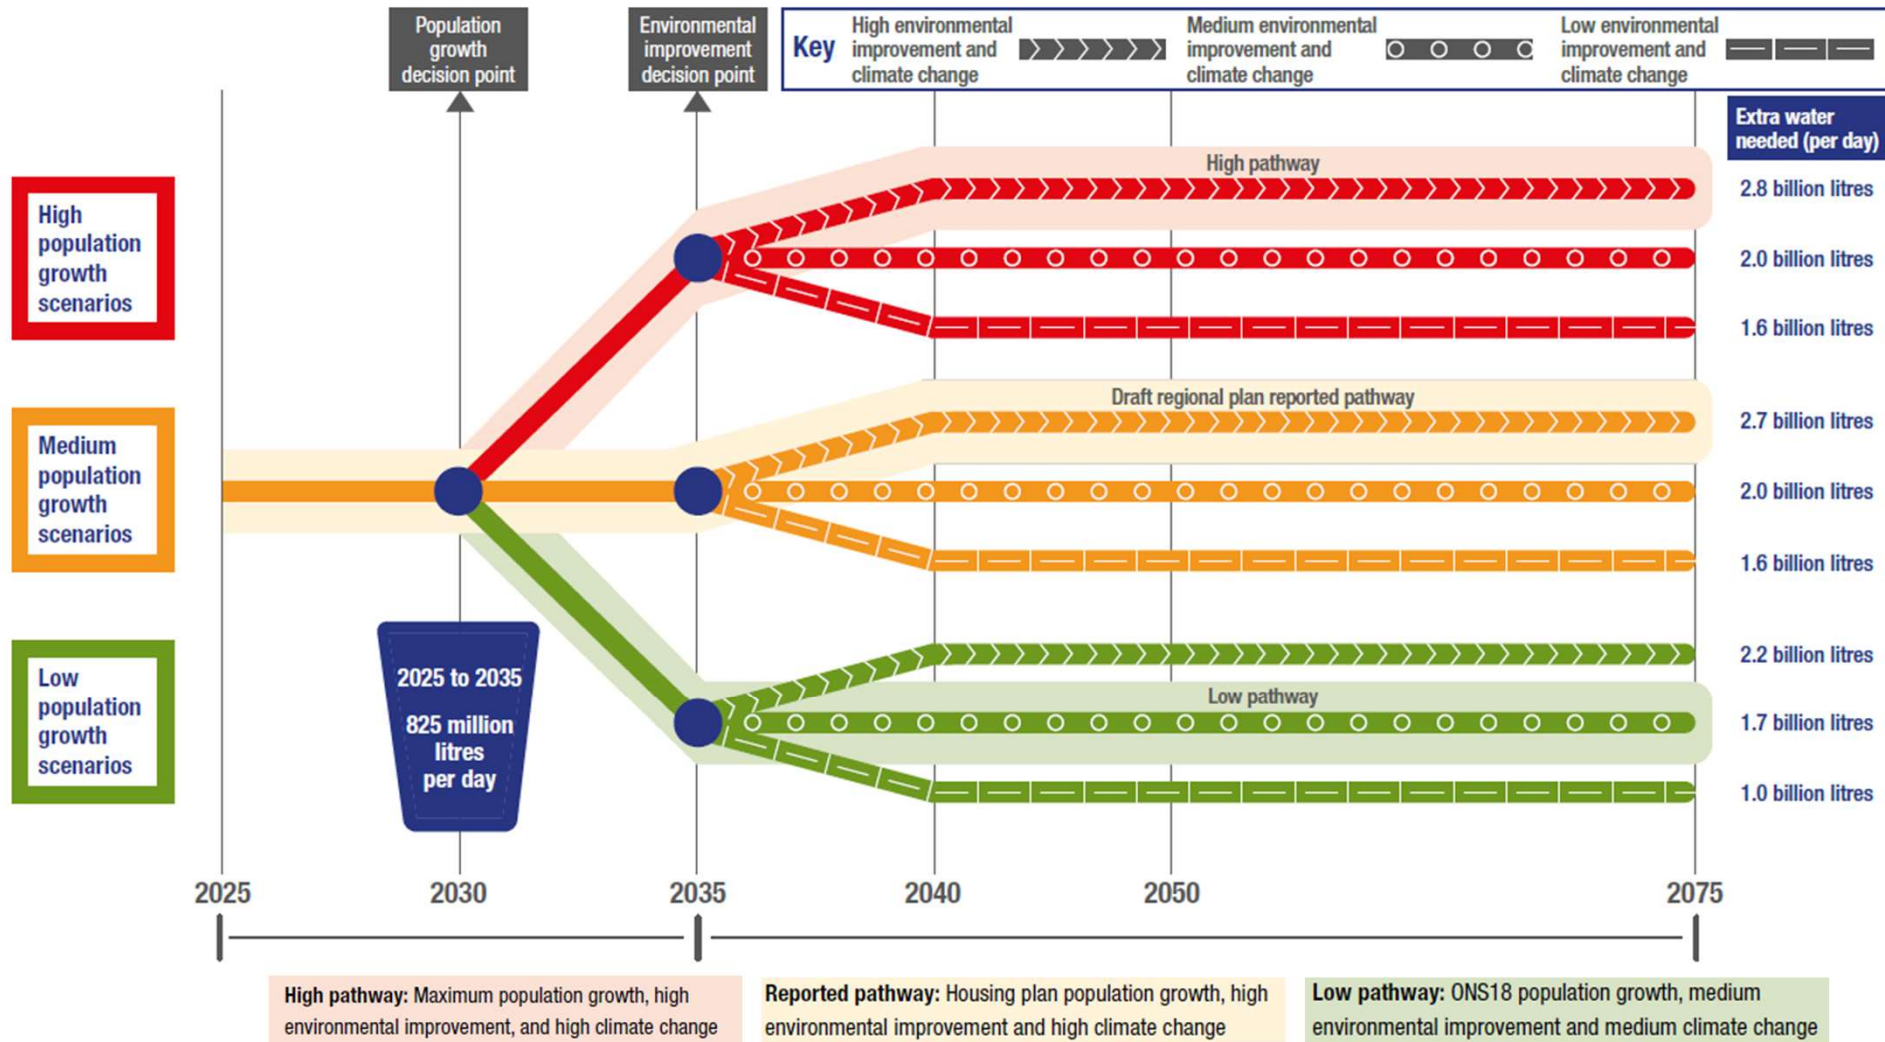 Population
growth
decision point
Environmental
improvement
decision point
Key
High environmental
improvement and
climate change
Medium environmental
improvement and
climate change
Low environmental
improvement and
climate change
Extra water
needed (per day)
High
population
growth
scenarios
High pathway
2.8 billion litres
2.0 billion litres
1.6 billion litres
Medium
population
growth
scenarios
Draft regional plan reported pathway
2.7 billion litres
2.0 billion litres
1.6 billion litres
Low
population
growth
scenarios
2025 to 2035
825 million
litres
per day
Low pathway
2.2 billion litres
1.7 billion litres
1.0 billion litres
2025
2030
2035
2040
2050
2075
High pathway: Maximum population growth, high
environmental improvement, and high climate change
Reported pathway: Housing plan population growth, high
environmental improvement and high climate change
Low pathway: ONS18 population growth, medium
environmental improvement and medium climate change